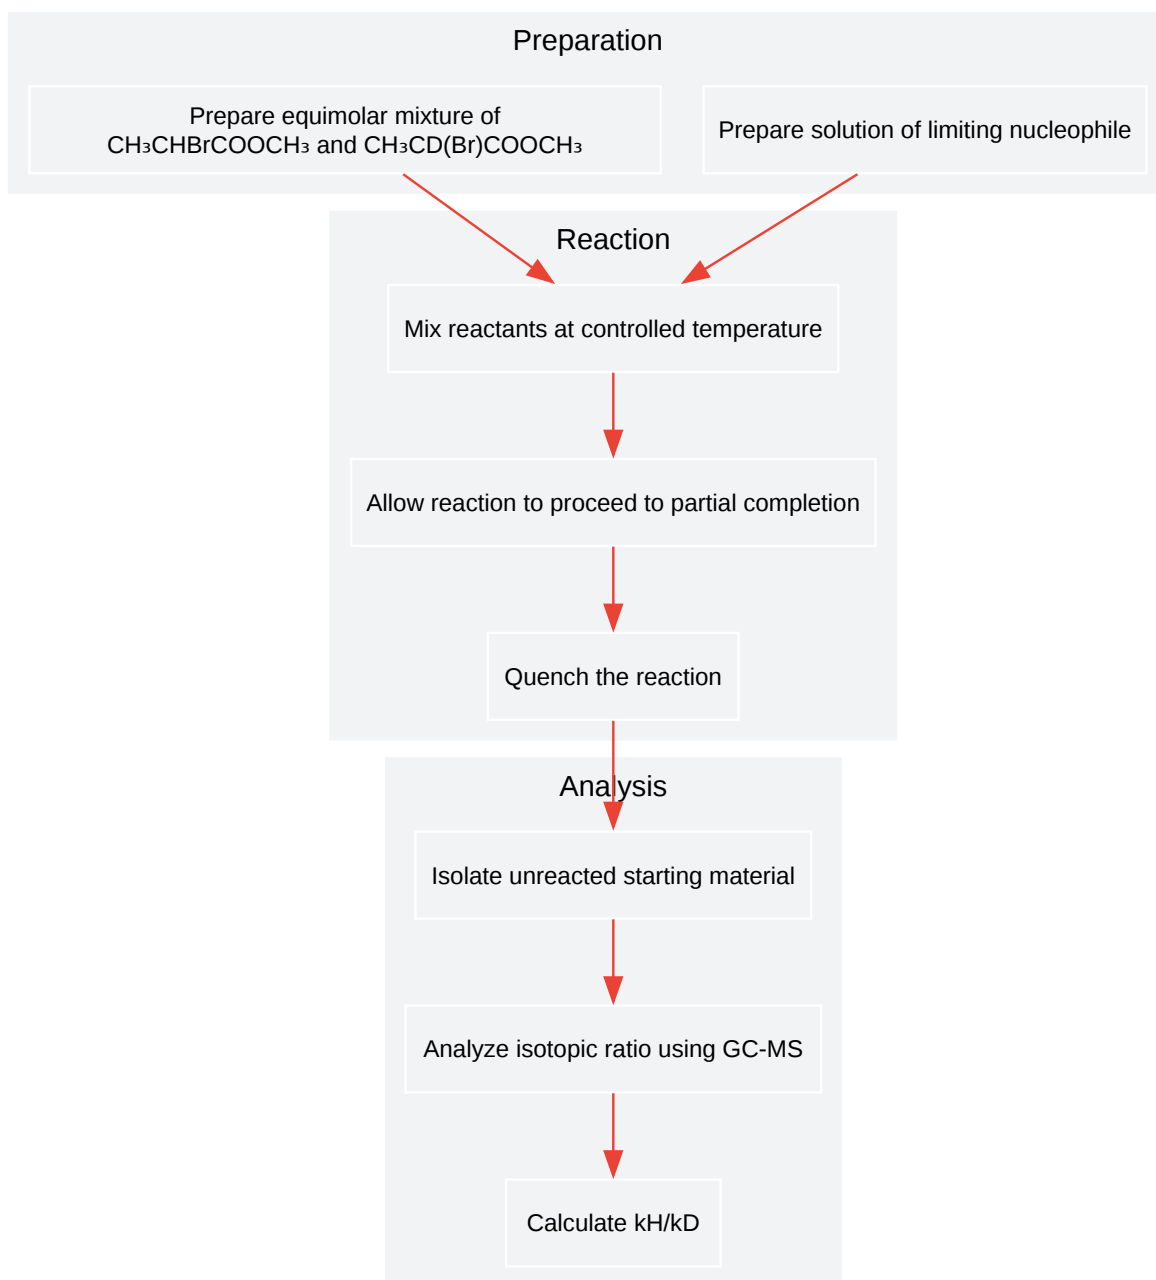 Preparation
Prepare equimolar mixture of
CH₃CHBrCOOCH₃ and CH₃CD(Br)COOCH₃
Prepare solution of limiting nucleophile
Reaction
Mix reactants at controlled temperature
Allow reaction to proceed to partial completion
Quench the reaction
Analysis
Isolate unreacted starting material
Analyze isotopic ratio using GC-MS
Calculate kH/kD